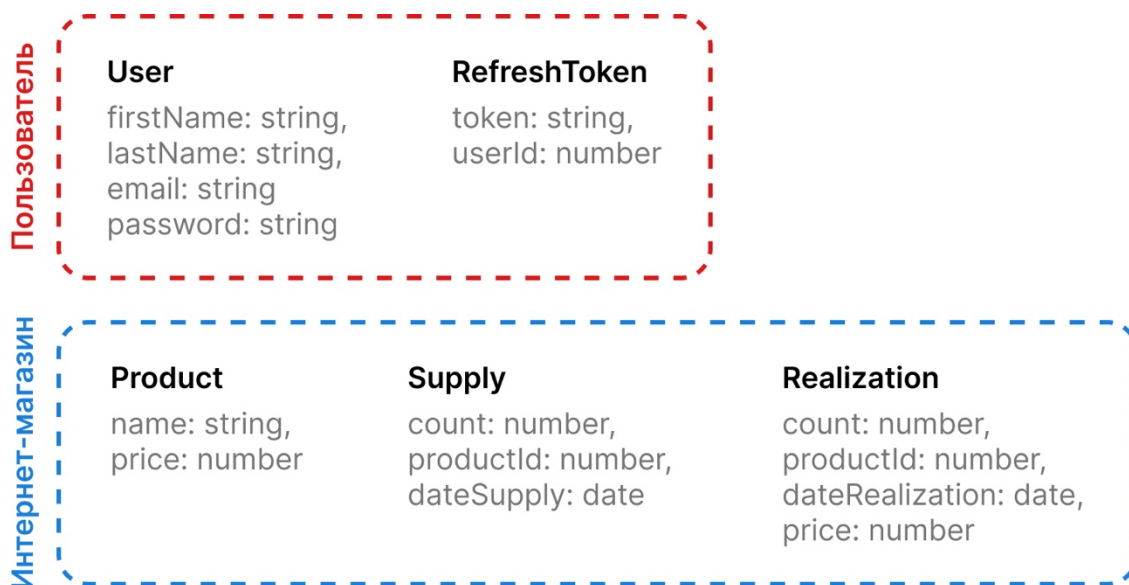 Пользователь
User
firstName: string,
lastName: string,
email: string
password: string
RefreshToken
token: string,
userId: number
Интернет-магазин
Product
name: string,
price: number
Supply
count: number,
productId: number,
dateSupply: date
Realization
count: number,
productId: number,
dateRealization: date,
price: number